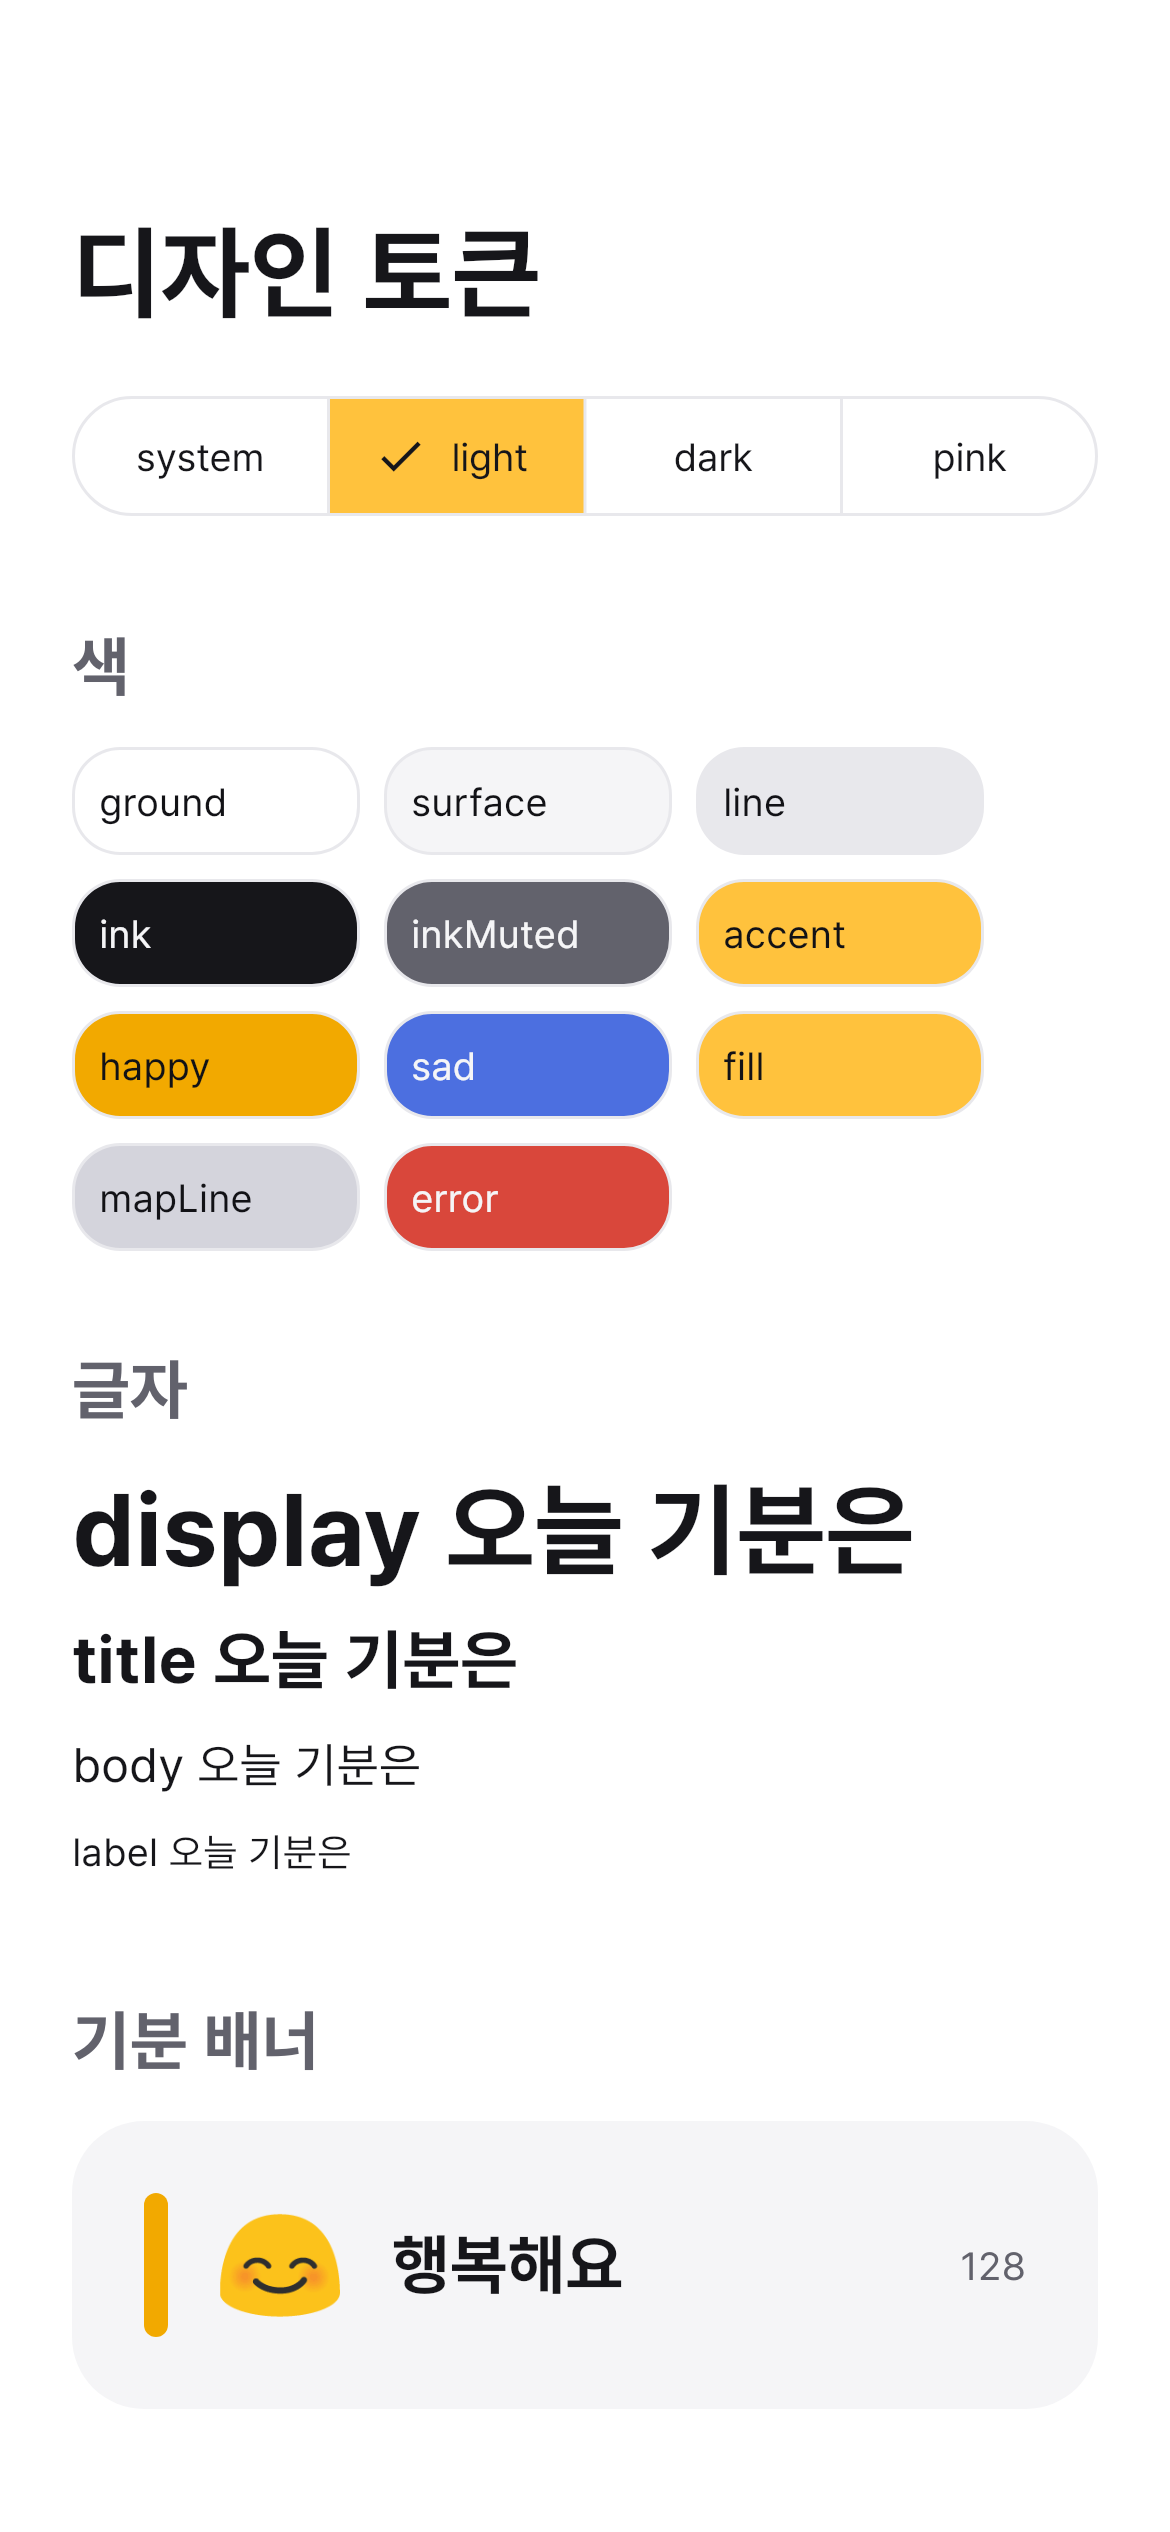 디자인 토큰
system light dark pink
색
ground surface line
ink inkMuted accent
happy sad fill
mapLine error
글자
display 오늘 기분은
title 오늘 기분은
body 오늘 기분은
label 오늘 기분은
기분 배너
행복해요 128